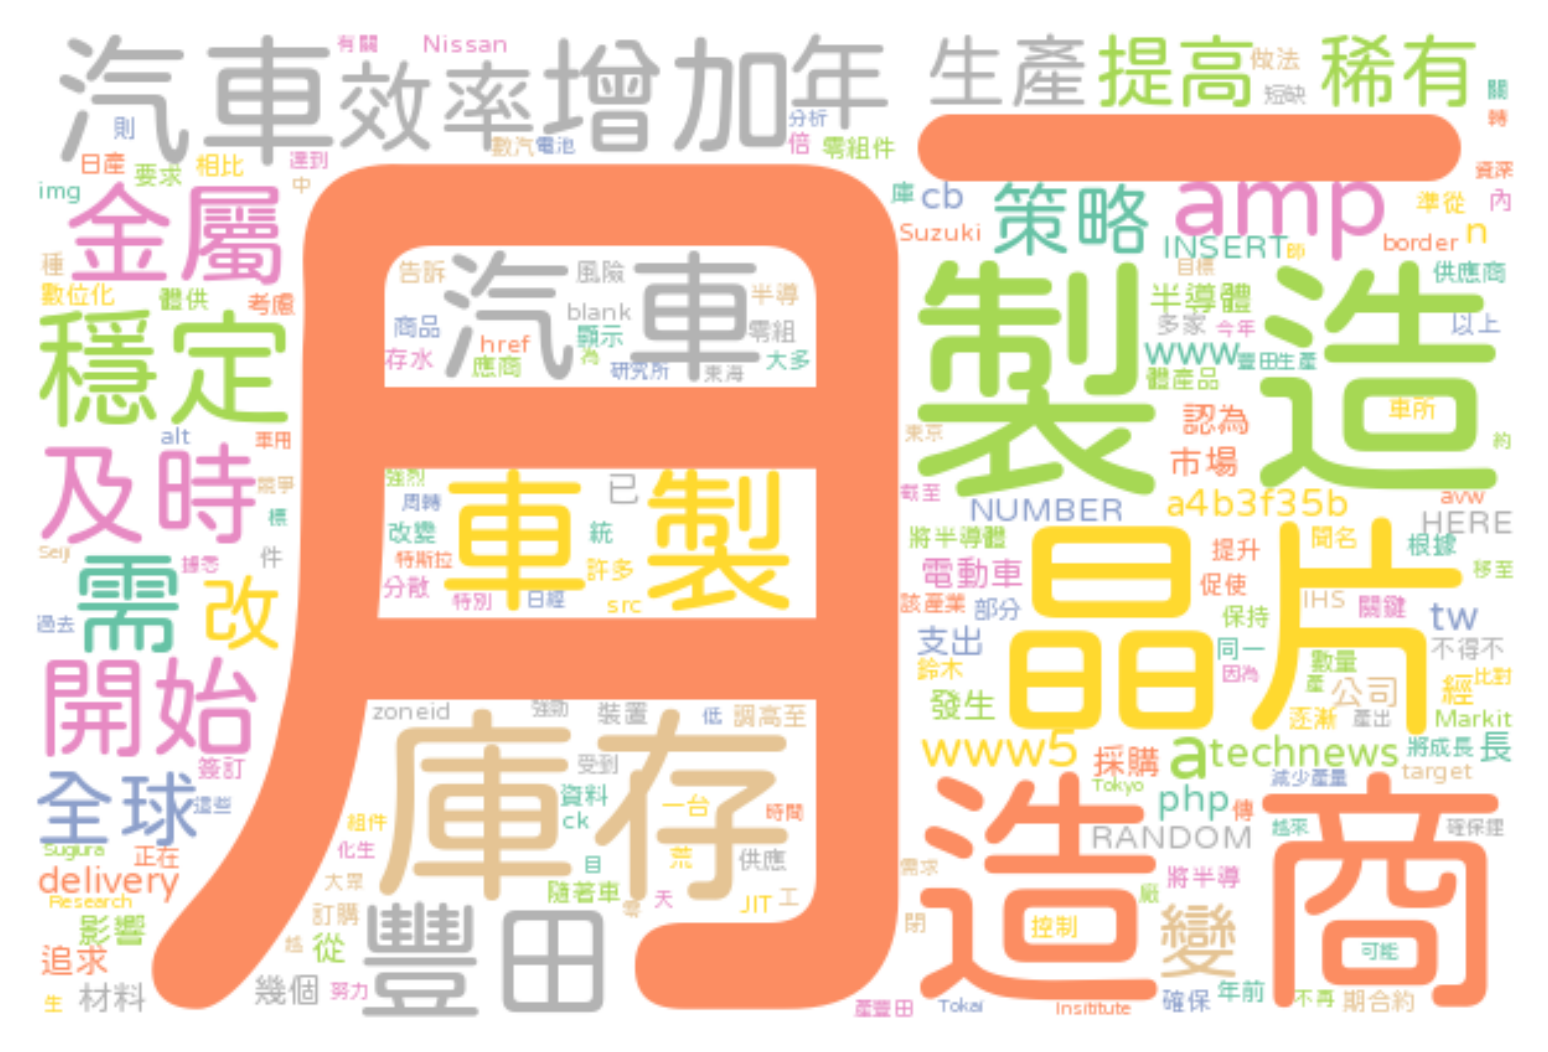 汽車 效率 增加 年 生產 提高 做法 稀有
有關 Nissan 短缺 關
則 數汽 電池 分析 倍 零組件 轉
日產 要求 相比 達到 中 一 資深
img 金屬 月 庫 cb 策略 amp 準從 內
Suzuki INSERT 師 border n
種 告訴 汽車 風險 半導 目標 供應商
數位化 體供 考慮 blank 製造 半導體
穩定 商品 href 顯示 零組 多家 今年 以上
存水 應商 為 研究所 東海 大多 www 豐田生產
體產品
alt 車用 認為 車所
及時 東京 市場 約
競爭 強烈 車製 已 截至 a4b3f35b avw
標 周轉 NUMBER HERE
Seiji 改變 統 將半導體 晶片 聞名 根據
需 據悉 件 特斯拉 許多 電動車 提升 移至
改 分散 特別 日經 src 該產業 部分 促使 IHS 關鍵
過去 保持 tw
開始 支出 同一 不得不
鈴木 因為 數量 比對
zoneid 強勁 裝置 低 調高至 發生 產 公司 經
逐漸 產出 Markit
簽訂 庫存 受到 www5 採購 a technews 將成長 長
全球 這些 資料 一台 時間 Tokyo 減少產量 target
組件 ck php 傳
Sugiura 正在 化生 目 荒 供應 造商 RANDOM 越來 確保鋰
delivery 大眾 隨著車 天 需求 將半導
Research 訂購 零 JIT 工 廠
影響 越 從 豐田 閉 控制 變
追求 可能
生 材料 幾個 努力 確保 年前 不再 期合約
產豐田 Tokai Insititute